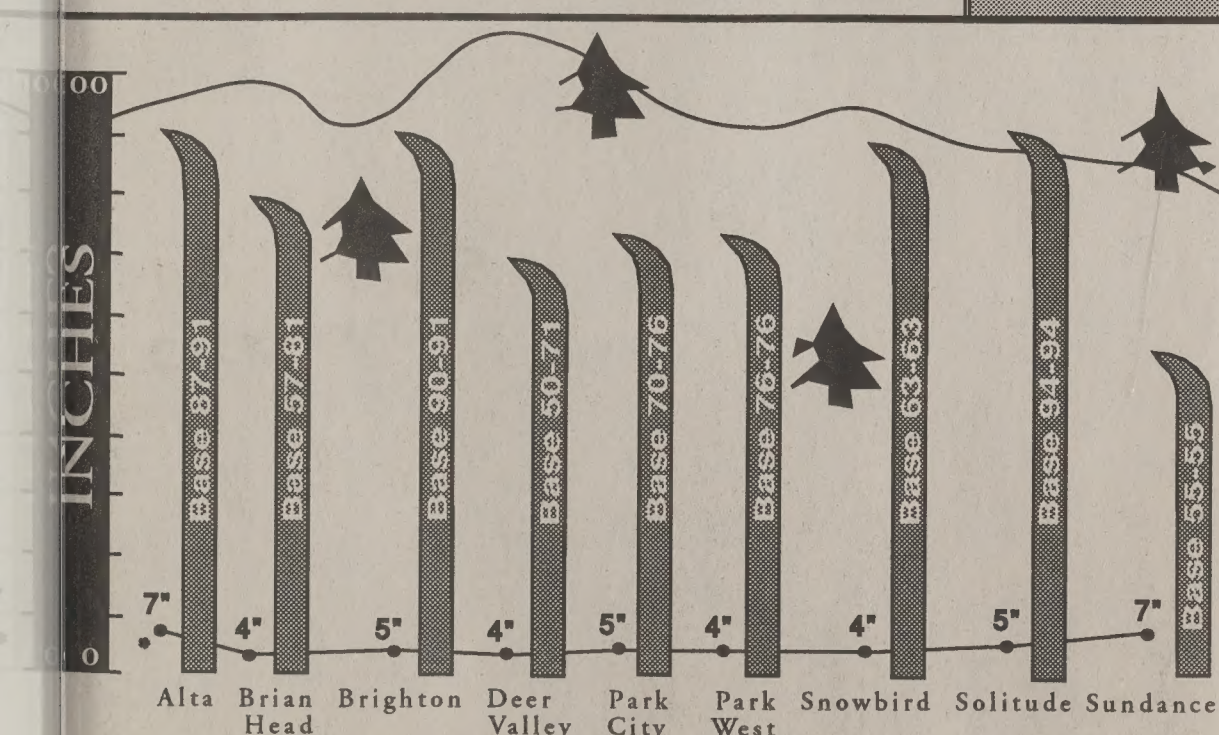 00
INCHES
0
Base 87-91
Base 57-81
Base 90-91
Base 50-71
Base 70-76
Base 76-76
Base 63-63
Base 94-94
Base 55-55
7"
4"
5"
4"
5"
4"
4"
5"
7"
*
Alta Brian Brighton Deer Park Park Snowbird Solitude Sundance
Head Valley City West